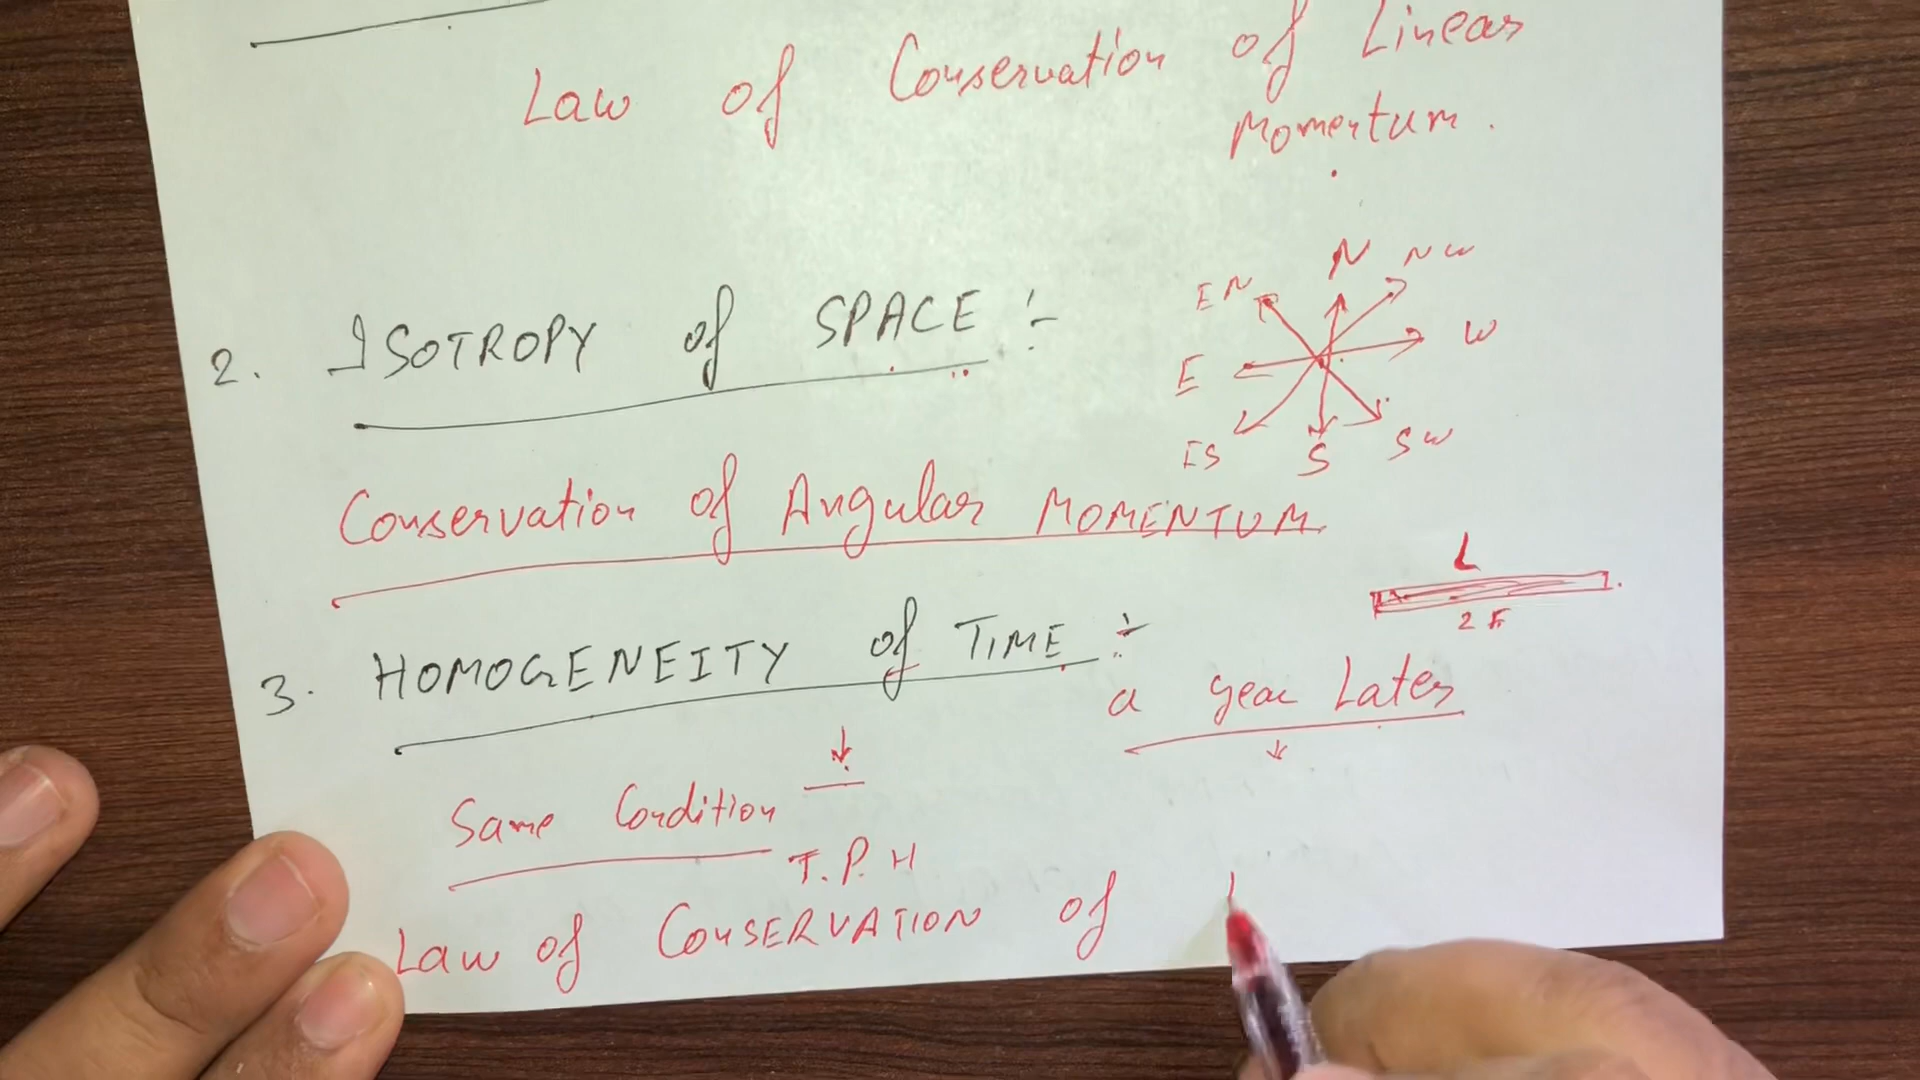 Law of Conservation of Linear
Momentum.
2. ISOTROPY of SPACE :-
N
NW
EN
W
E
ES
S
SW
Conservation of Angular MOMENTUM
L
2 F
3. HOMOGENEITY of TIME :-
a year Later
Same Condition
T. P. H
Law of CONSERVATION of